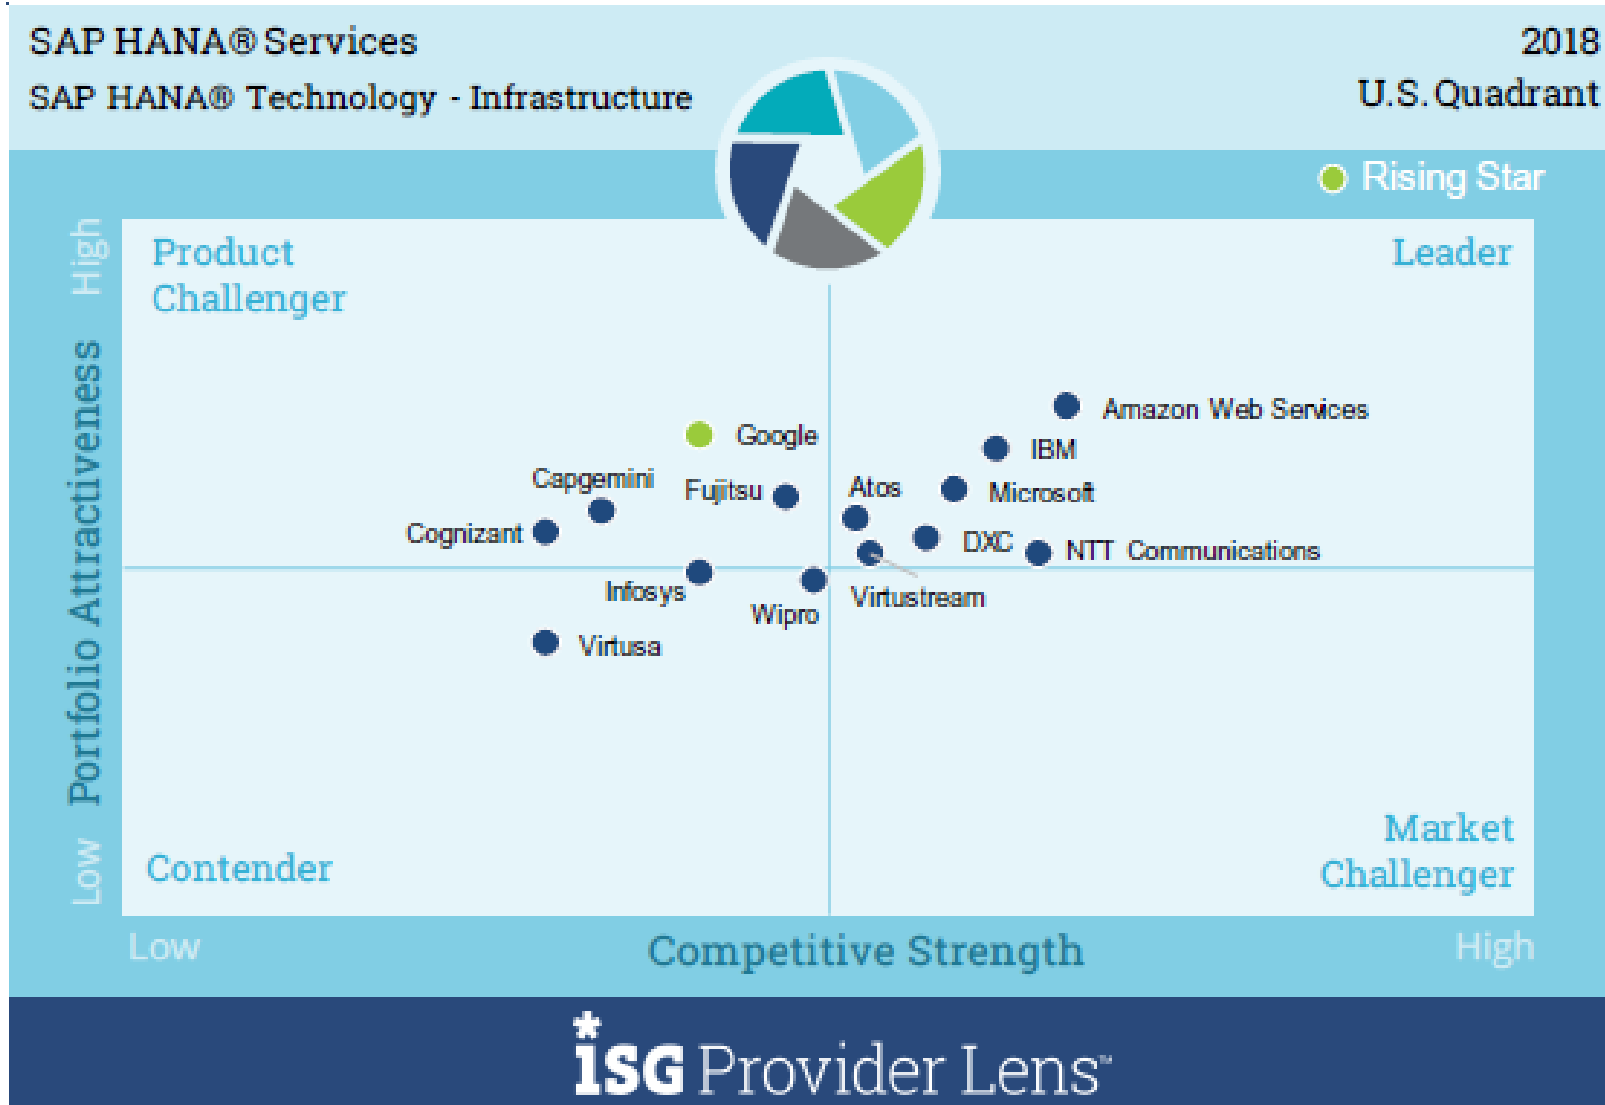 SAP HANA® Services
SAP HANA® Technology - Infrastructure
2018
U.S. Quadrant
Rising Star
High
Portfolio Attractiveness
Low
Product
Challenger
Leader
Amazon Web Services
Google
IBM
Capgemini
Fujitsu
Atos
Microsoft
Cognizant
DXC
NTT Communications
Infosys
Wipro
Virtustream
Virtusa
Contender
Market
Challenger
Low
Competitive Strength
High
iSG Provider Lens™